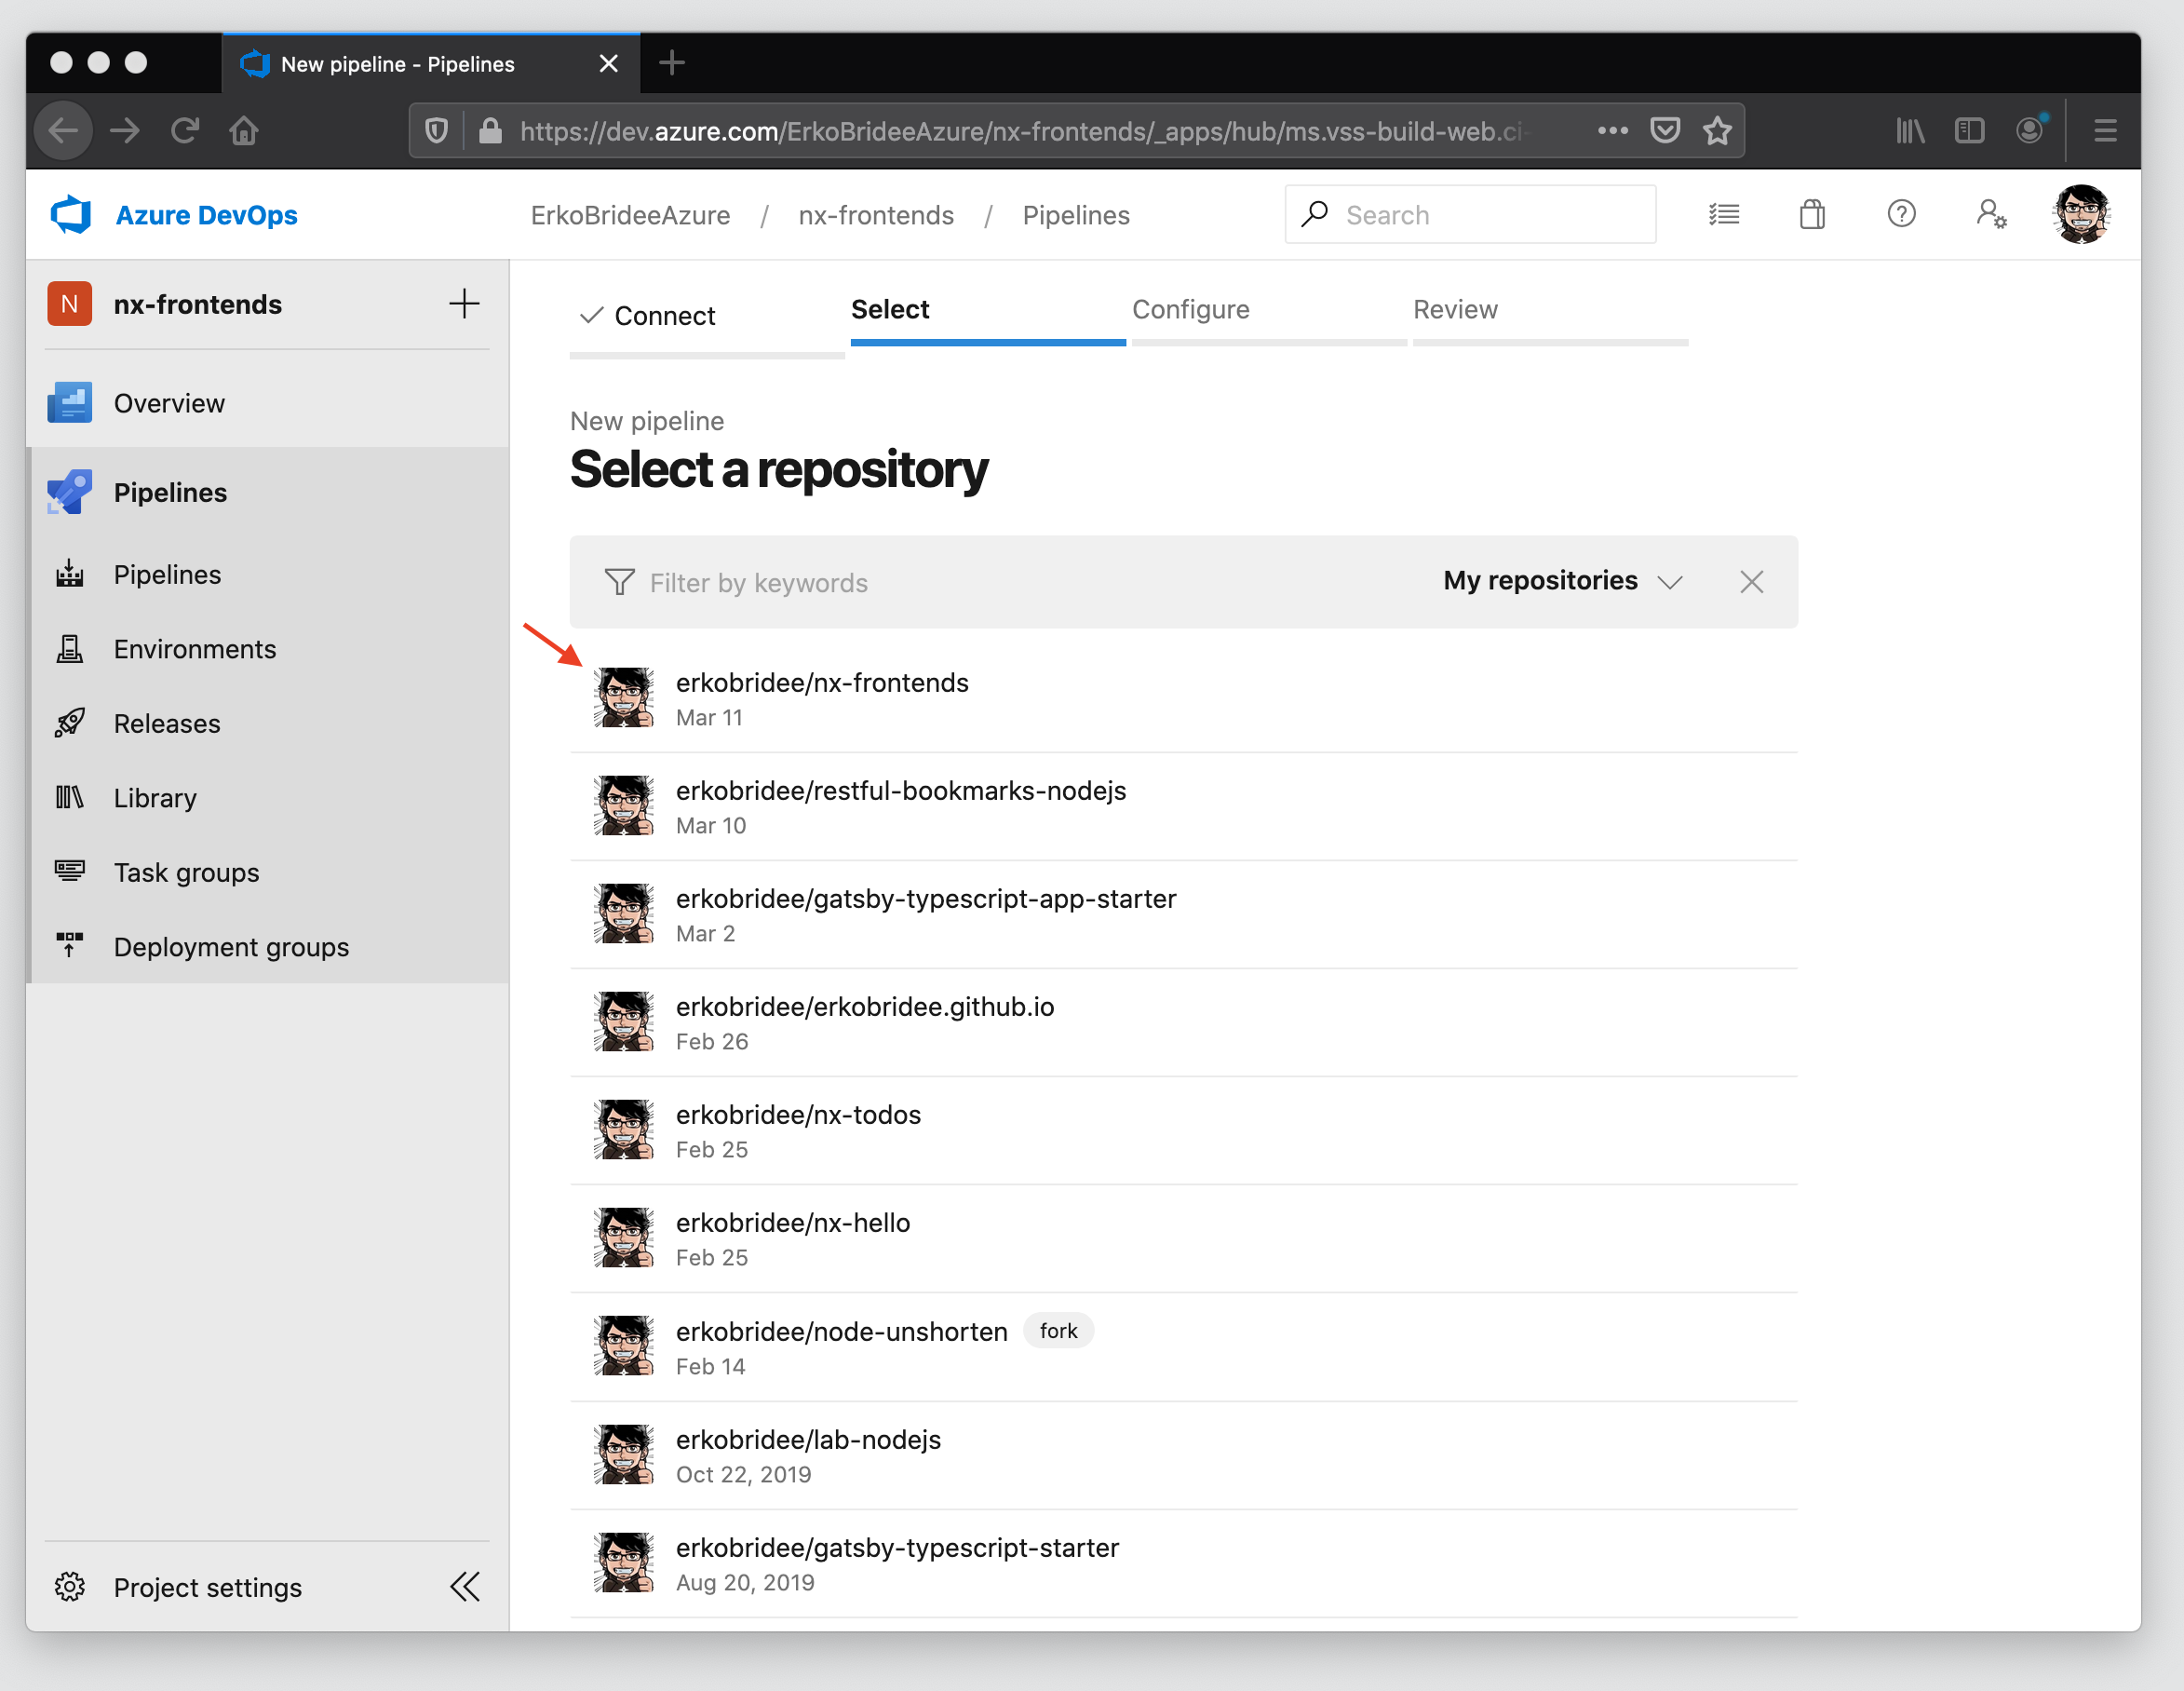 New pipeline - Pipelines
https://dev.azure.com/ErkoBrideeAzure/nx-frontends/_apps/hub/ms.vss-build-web.ci-
Azure DevOps
ErkoBrideeAzure / nx-frontends / Pipelines
Search
N
nx-frontends
Overview
Pipelines
Pipelines
Environments
Releases
Library
Task groups
Deployment groups
Project settings
Connect
Select
Configure
Review
New pipeline
Select a repository
Filter by keywords
My repositories
erkobridee/nx-frontends
Mar 11
erkobridee/restful-bookmarks-nodejs
Mar 10
erkobridee/gatsby-typescript-app-starter
Mar 2
erkobridee/erkobridee.github.io
Feb 26
erkobridee/nx-todos
Feb 25
erkobridee/nx-hello
Feb 25
erkobridee/node-unshorten fork
Feb 14
erkobridee/lab-nodejs
Oct 22, 2019
erkobridee/gatsby-typescript-starter
Aug 20, 2019